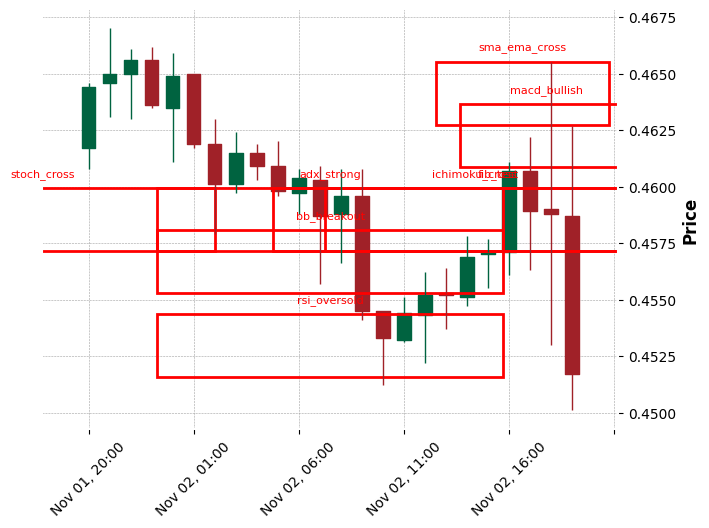 0.4675
sma_ema_cross
0.4650
macd_bullish
0.4625
stoch_cross
adx_strong
0.4600
0.4575
rsi_oversold
0.4550
0.4525
0.4500
Price
Nov 01, 20:00
Nov 02, 01:00
Nov 02, 06:00
Nov 02, 11:00
Nov 02, 16:00